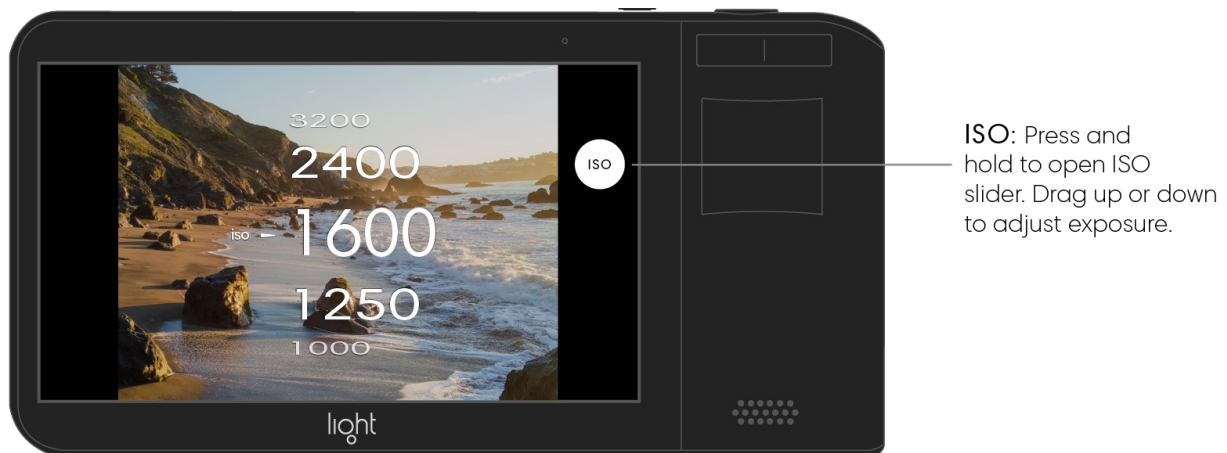 3200
2400
ISO
iso 1600
1250
1000
light
ISO: Press and
hold to open ISO
slider. Drag up or down
to adjust exposure.